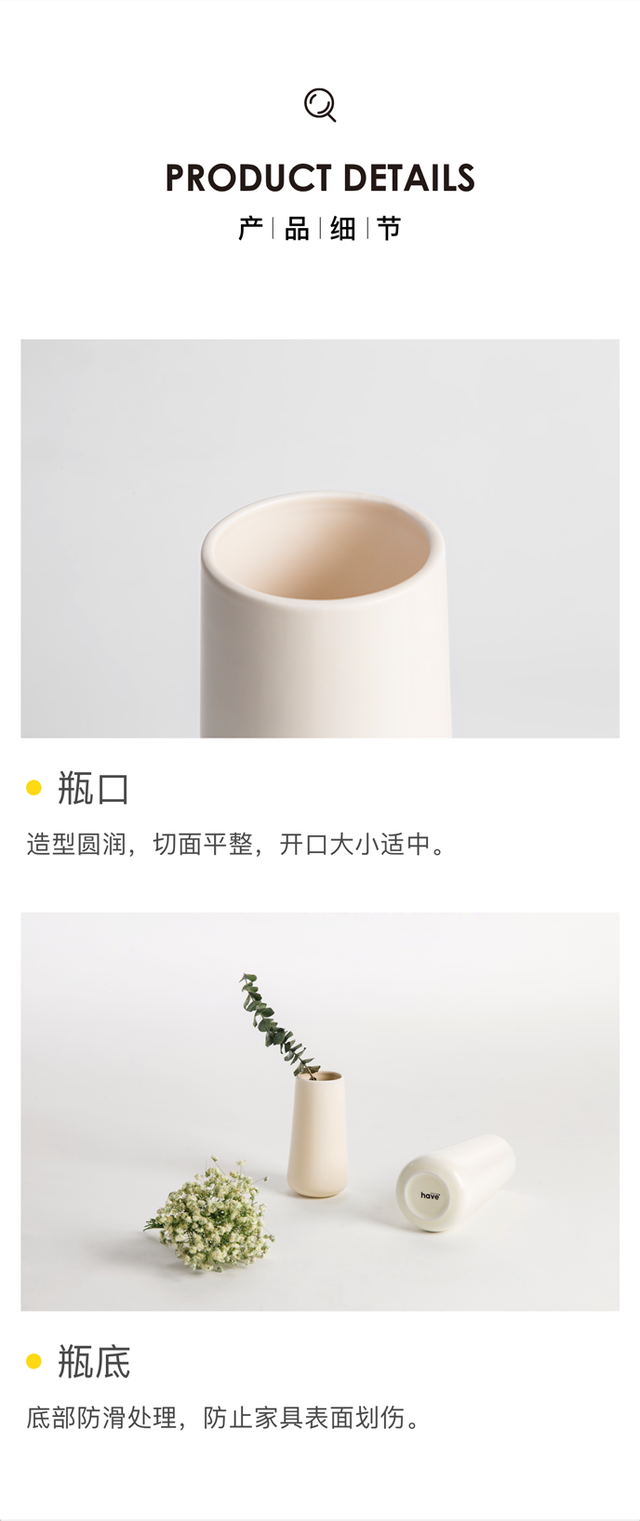 PRODUCT DETAILS
产|品|细|节
瓶口
造型圆润，切面平整，开口大小适中。
have
瓶底
底部防滑处理，防止家具表面划伤。